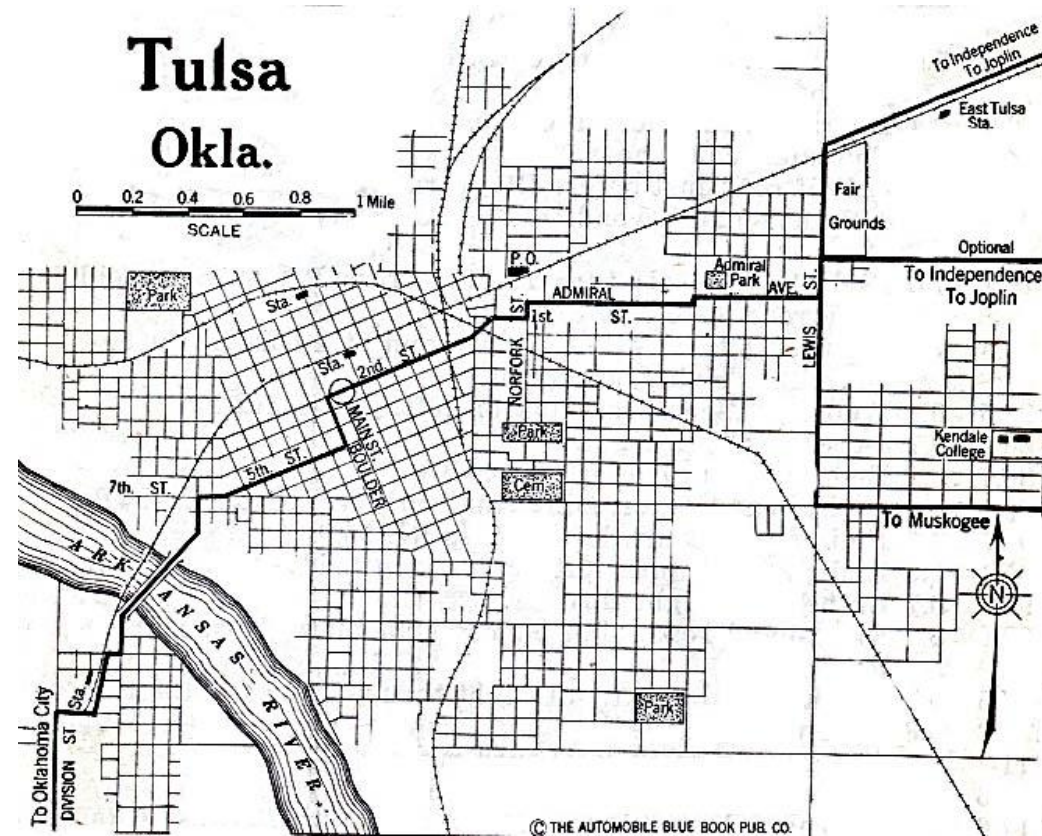 Tulsa
Okla.
0 0.2 0.4 0.6 0.8 1 Mile
SCALE
To Independence
To Joplin
East Tulsa
Sta.
Fair
Grounds
Optional
To Independence
To Joplin
P.O.
Admiral
Park
ADMIRAL AVE.
LEWIS ST.
1st. ST.
NORFORK ST.
Park
Sta.
Sta.
2nd. ST.
MAIN ST.
BOULDER
5th. ST.
7th. ST.
Park
Cem.
Kendale
College
To Muskogee
N
ARKANSAS RIVER
Sta.
Park
To Oklahoma City
DIVISION ST
© THE AUTOMOBILE BLUE BOOK PUB. CO.